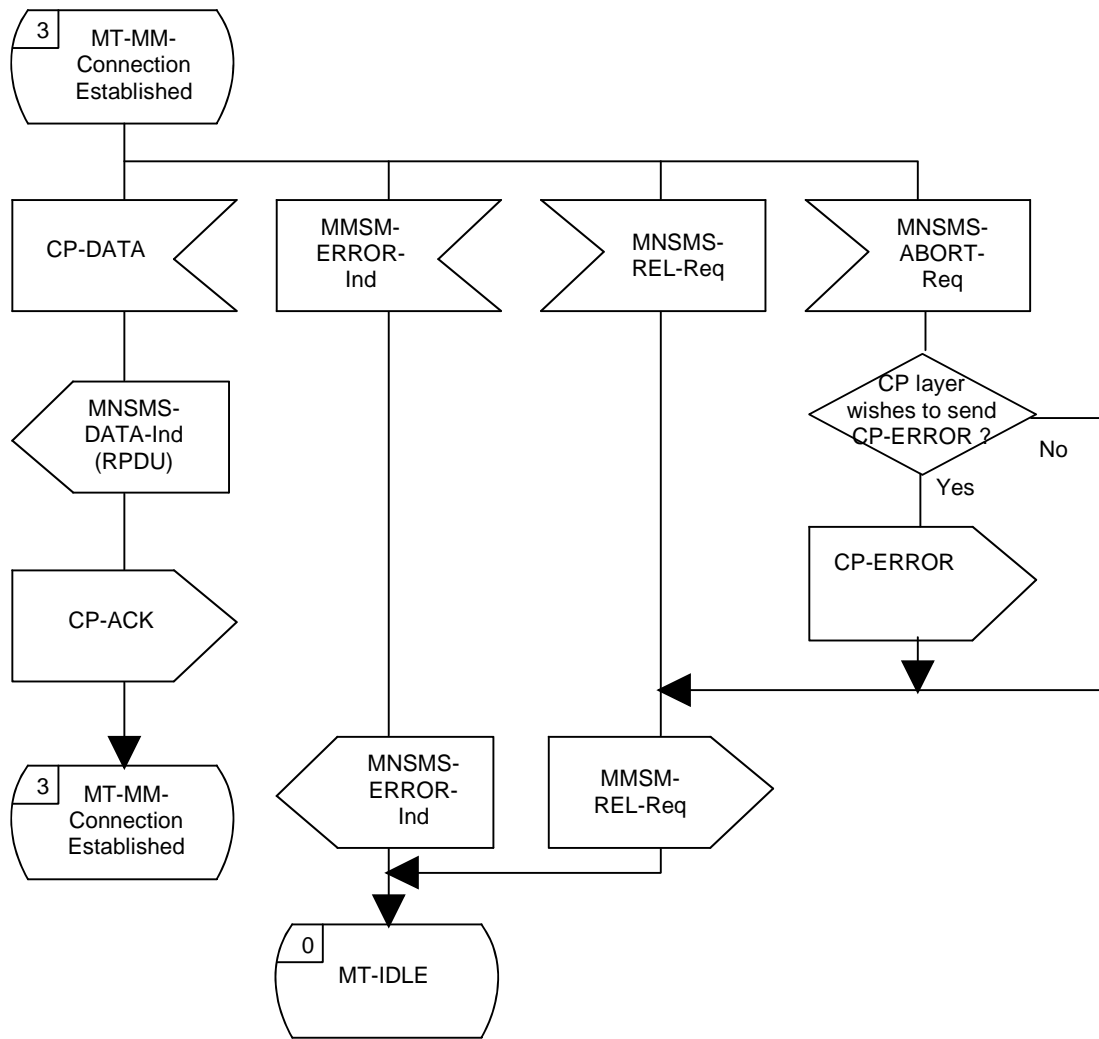 3
MT-MM-
Connection
Established
CP-DATA
MMSM-
ERROR-
Ind
MNSMS-
REL-Req
MNSMS-
ABORT-
Req
MNSMS-
DATA-Ind
(RPDU)
CP layer
wishes to send
CP-ERROR ?
No
Yes
CP-ACK
CP-ERROR
3
MT-MM-
Connection
Established
MNSMS-
ERROR-
Ind
MMSM-
REL-Req
0
MT-IDLE